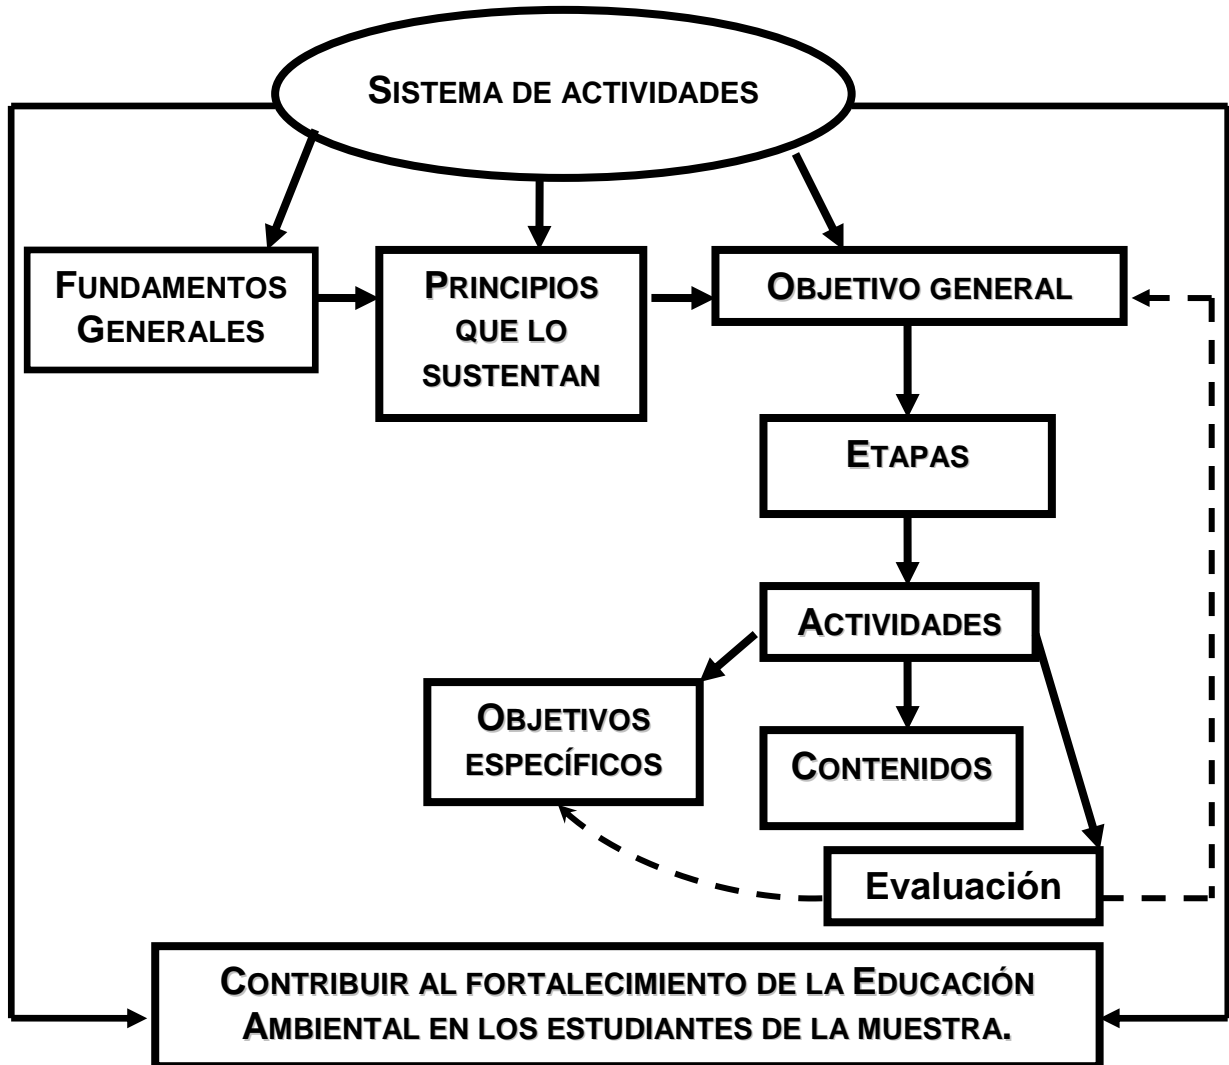 SISTEMA DE ACTIVIDADES
FUNDAMENTOS
GENERALES
PRINCIPIOS
QUE LO
SUSTENTAN
OBJETIVO GENERAL
ETAPAS
ACTIVIDADES
OBJETIVOS
ESPECÍFICOS
CONTENIDOS
Evaluación
CONTRIBUIR AL FORTALECIMIENTO DE LA EDUCACIÓN
AMBIENTAL EN LOS ESTUDIANTES DE LA MUESTRA.